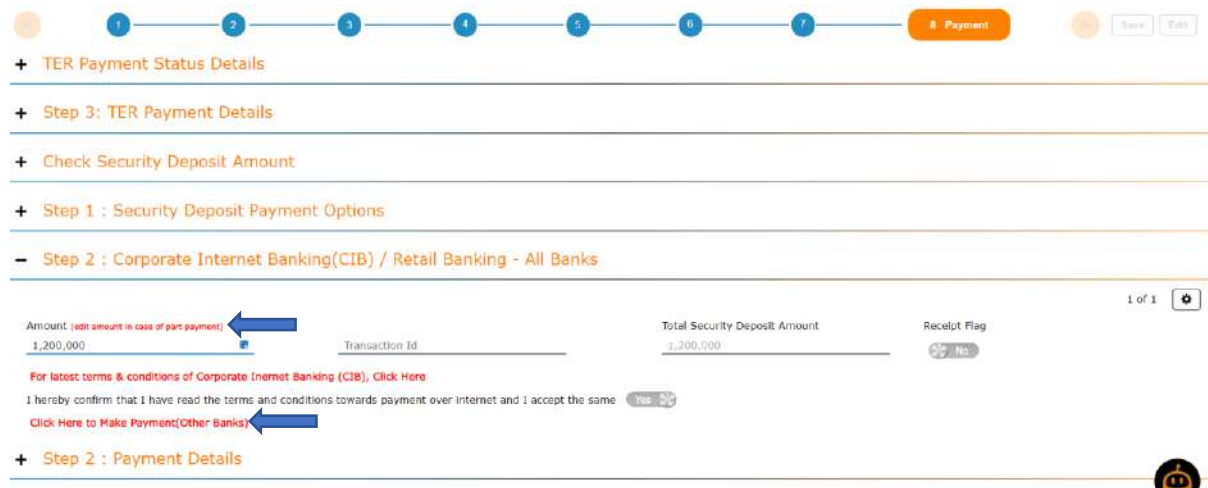 1 2 3 4 5 6 7 8 Payment Save Edit
+ TER Payment Status Details
+ Step 3: TER Payment Details
+ Check Security Deposit Amount
+ Step 1 : Security Deposit Payment Options
– Step 2 : Corporate Internet Banking(CIB) / Retail Banking - All Banks
1 of 1
Amount (edit amount in case of part payment) Total Security Deposit Amount Receipt Flag
1,200,000 Transaction Id 1,200,000 No
For latest terms & conditions of Corporate Inernet Banking (CIB), Click Here
I hereby confirm that I have read the terms and conditions towards payment over internet and I accept the same Yes
Click Here to Make Payment(Other Banks)
+ Step 2 : Payment Details